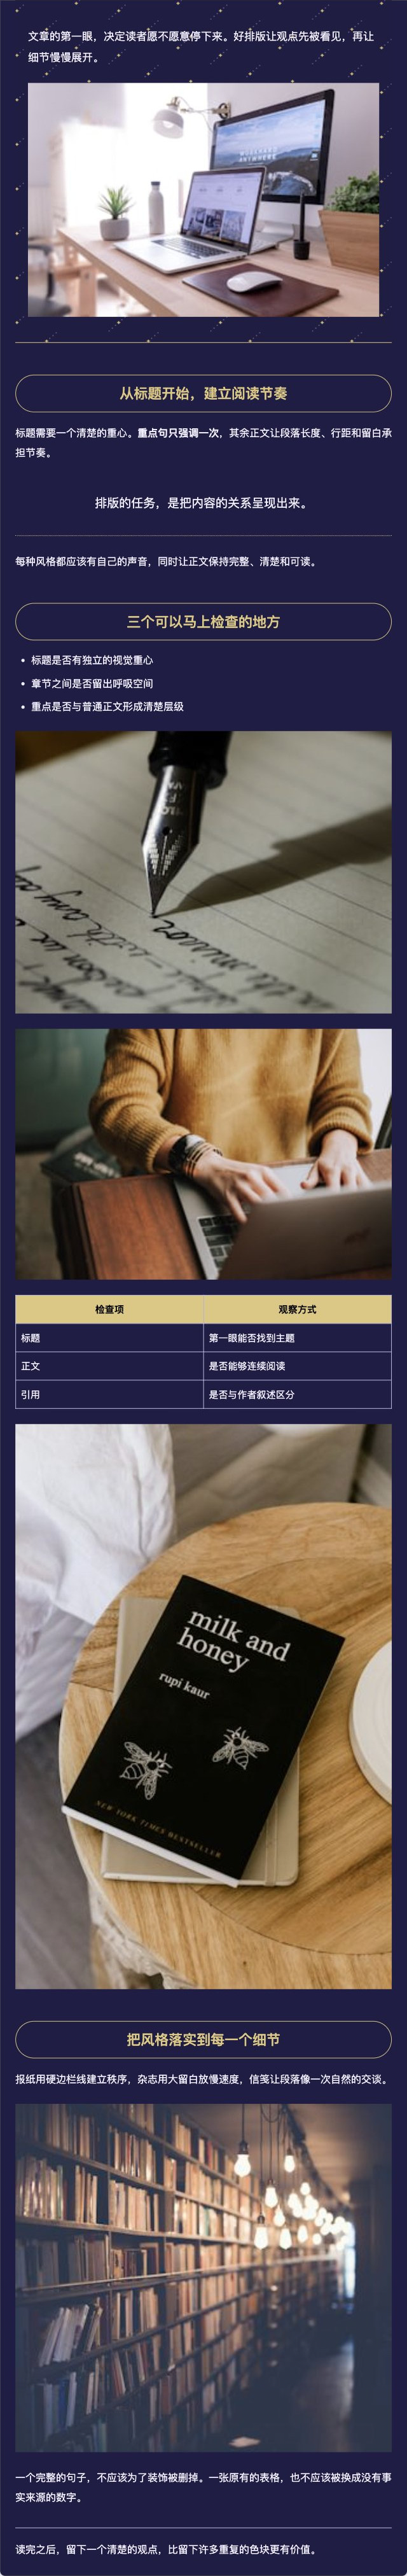 文章的第一眼，决定读者愿不愿意停下来。好排版让观点先被看见，再让
细节慢慢展开。
从标题开始，建立阅读节奏
标题需要一个清楚的重心。重点句只强调一次，其余正文让段落长度、行距和留白承
担节奏。
排版的任务，是把内容的关系呈现出来。
每种风格都应该有自己的声音，同时让正文保持完整、清楚和可读。
三个可以马上检查的地方
• 标题是否有独立的视觉重心
• 章节之间是否留出呼吸空间
• 重点是否与普通正文形成清楚层级
检查项 观察方式
标题 第一眼能否找到主题
正文 是否能够连续阅读
引用 是否与作者叙述区分
milk and
honey
rupi kaur
NEW YORK TIMES BESTSELLER
把风格落实到每一个细节
报纸用硬边栏线建立秩序，杂志用大留白放慢速度，信笺让段落像一次自然的交谈。
一个完整的句子，不应该为了装饰被删掉。一张原有的表格，也不应该被换成没有事
实来源的数字。
读完之后，留下一个清楚的观点，比留下许多重复的色块更有价值。